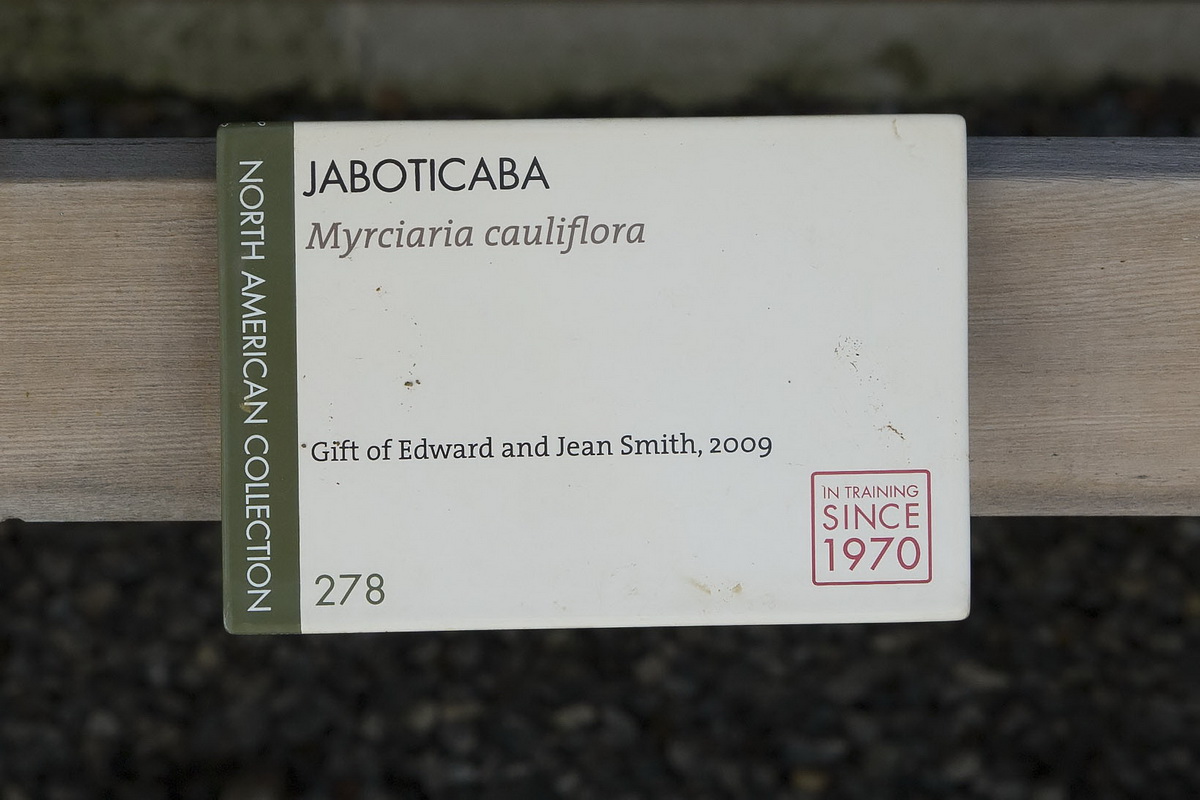 NORTH AMERICAN COLLECTION
JABOTICABA
Myrciaria cauliflora
Gift of Edward and Jean Smith, 2009
IN TRAINING
SINCE
1970
278